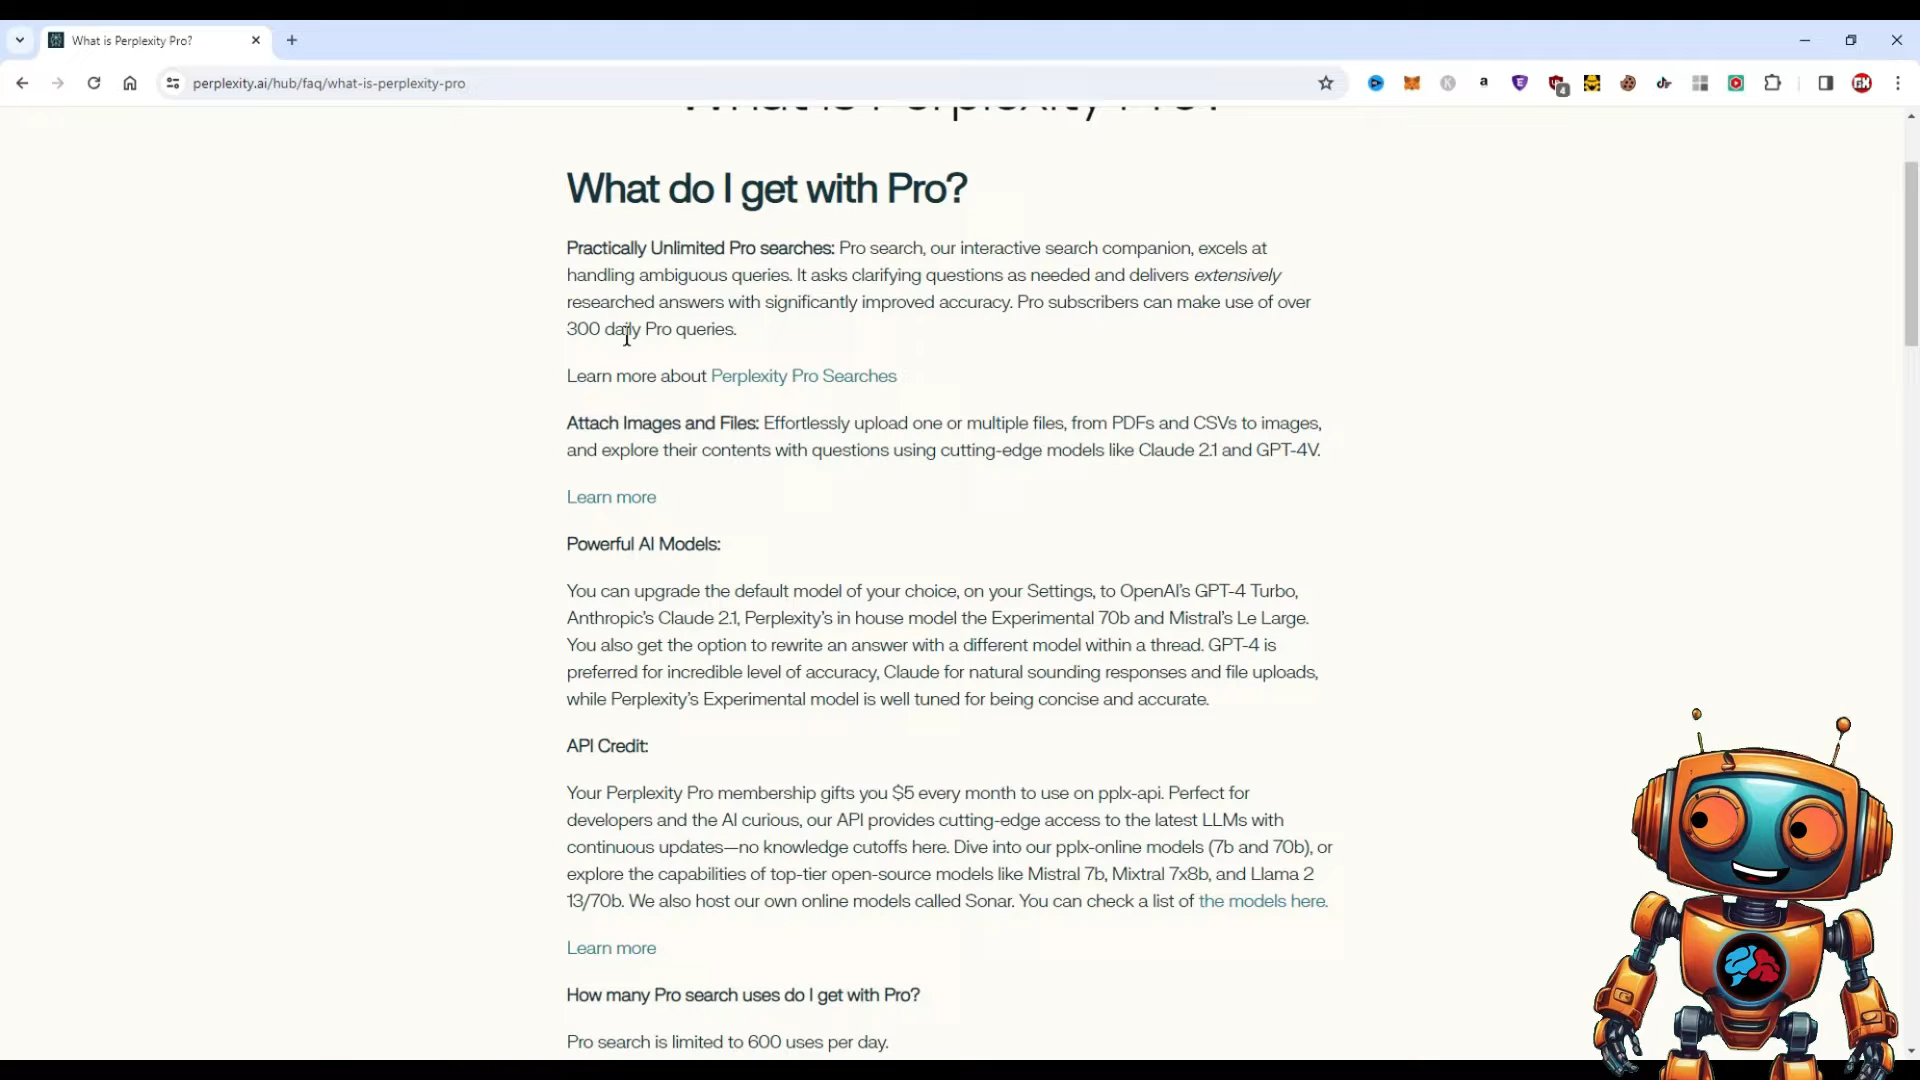 What is Perplexity Pro?
perplexity.ai/hub/faq/what-is-perplexity-pro
a
4
What is Perplexity Pro?
What do I get with Pro?
Practically Unlimited Pro searches: Pro search, our interactive search companion, excels at
handling ambiguous queries. It asks clarifying questions as needed and delivers extensively
researched answers with significantly improved accuracy. Pro subscribers can make use of over
300 daily Pro queries.
Learn more about Perplexity Pro Searches
Attach Images and Files: Effortlessly upload one or multiple files, from PDFs and CSVs to images,
and explore their contents with questions using cutting-edge models like Claude 2.1 and GPT-4V.
Learn more
Powerful AI Models:
You can upgrade the default model of your choice, on your Settings, to OpenAI's GPT-4 Turbo,
Anthropic's Claude 2.1, Perplexity's in house model the Experimental 70b and Mistral's Le Large.
You also get the option to rewrite an answer with a different model within a thread. GPT-4 is
preferred for incredible level of accuracy, Claude for natural sounding responses and file uploads,
while Perplexity's Experimental model is well tuned for being concise and accurate.
API Credit:
Your Perplexity Pro membership gifts you $5 every month to use on pplx-api. Perfect for
developers and the AI curious, our API provides cutting-edge access to the latest LLMs with
continuous updates—no knowledge cutoffs here. Dive into our pplx-online models (7b and 70b), or
explore the capabilities of top-tier open-source models like Mistral 7b, Mixtral 7x8b, and Llama 2
13/70b. We also host our own online models called Sonar. You can check a list of the models here.
Learn more
How many Pro search uses do I get with Pro?
Pro search is limited to 600 uses per day.